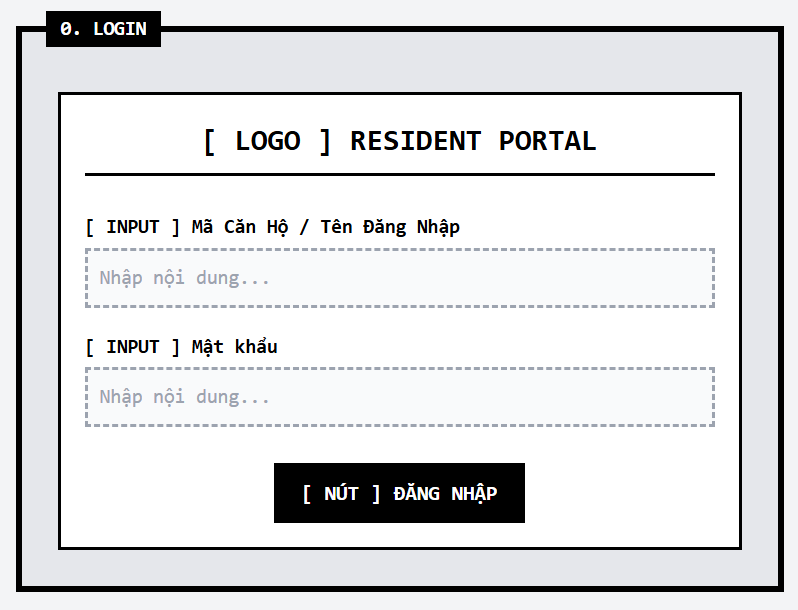 0. LOGIN
[ LOGO ] RESIDENT PORTAL
[ INPUT ] Mã Căn Hộ / Tên Đăng Nhập
Nhập nội dung...
[ INPUT ] Mật khẩu
Nhập nội dung...
[ NÚT ] ĐĂNG NHẬP